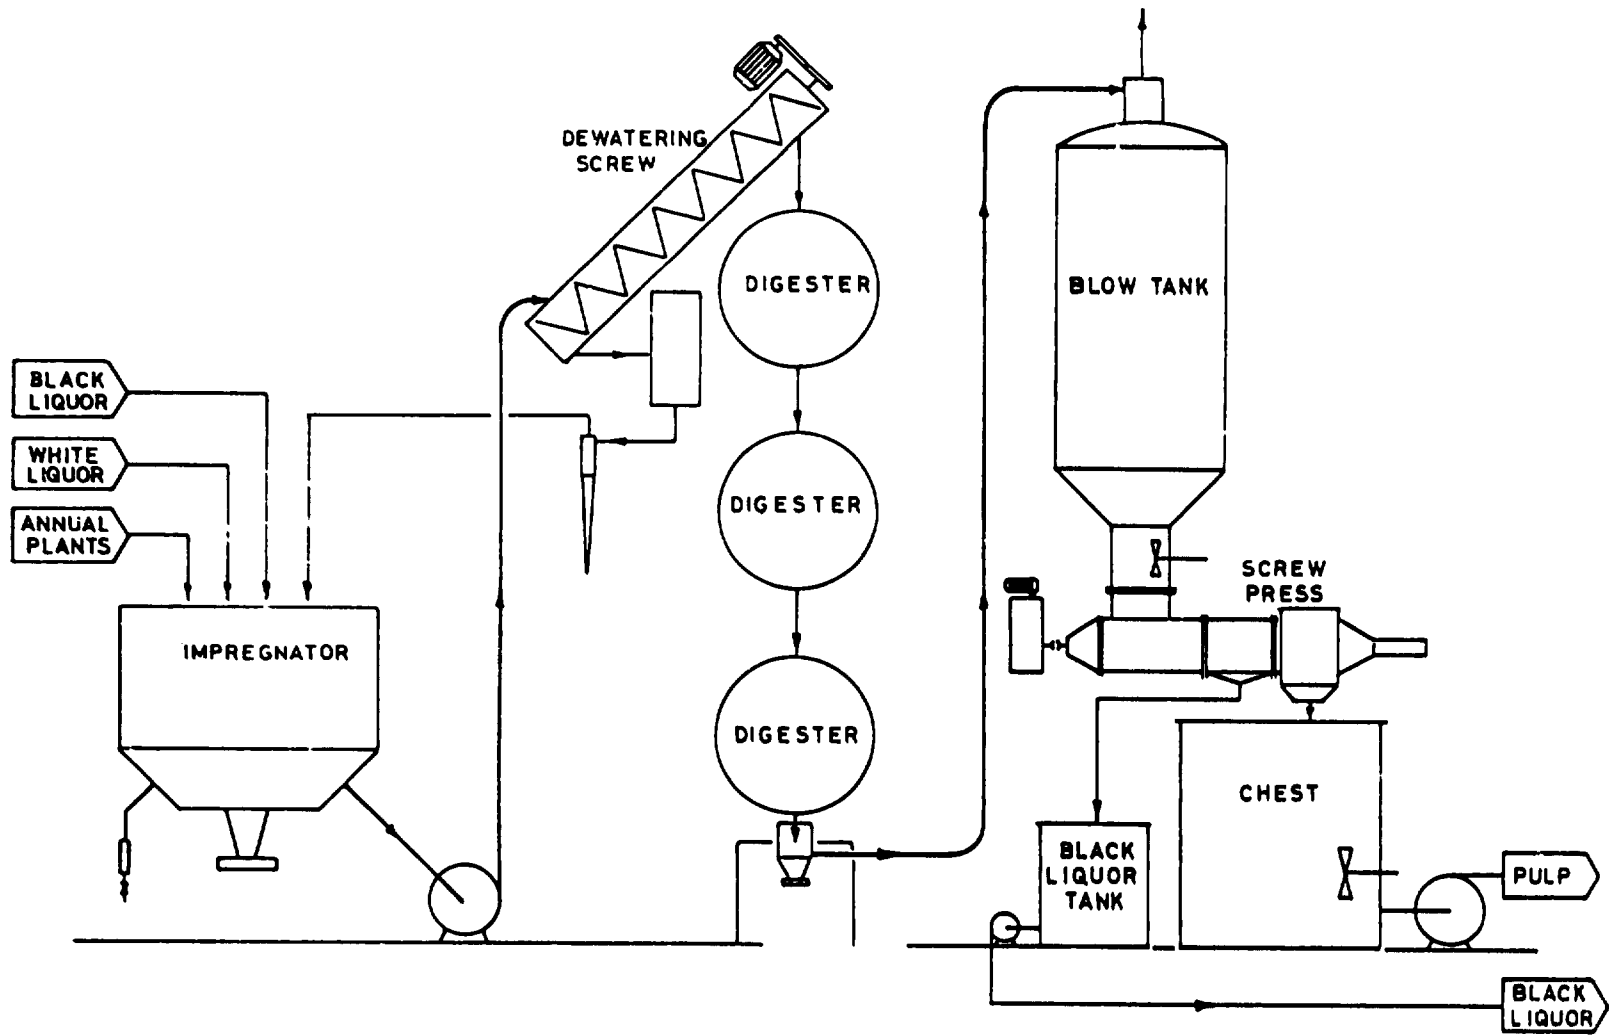 DEWATERING
SCREW
DIGESTER
BLOW TANK
BLACK
LIQUOR
WHITE
LIQUOR
ANNUAL
PLANTS
DIGESTER
SCREW
PRESS
IMPREGNATOR
DIGESTER
CHEST
BLACK
LIQUOR
TANK
PULP
BLACK
LIQUOR